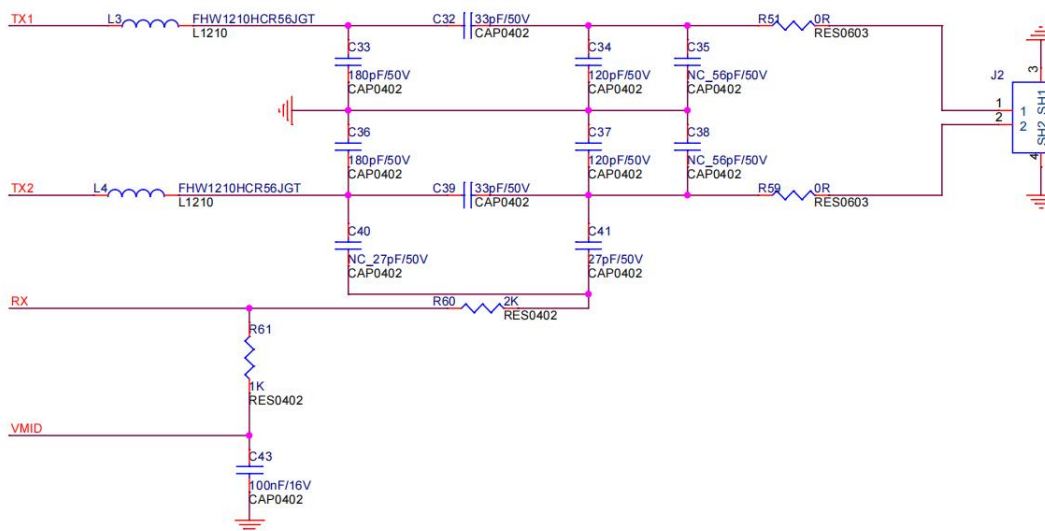 TX1
L3
FHW1210HCR56JGT
L1210
C32
33pF/50V
CAP0402
R51
0R
RES0603
C33
180pF/50V
CAP0402
C34
120pF/50V
CAP0402
C35
NC_56pF/50V
CAP0402
J2
3
1
2
1
2
SH1
SH2
4
C36
180pF/50V
CAP0402
C37
120pF/50V
CAP0402
C38
NC_56pF/50V
CAP0402
TX2
L4
FHW1210HCR56JGT
L1210
C39
33pF/50V
CAP0402
R59
0R
RES0603
C40
NC_27pF/50V
CAP0402
C41
27pF/50V
CAP0402
RX
R60
2K
RES0402
R61
1K
RES0402
VMID
C43
100nF/16V
CAP0402